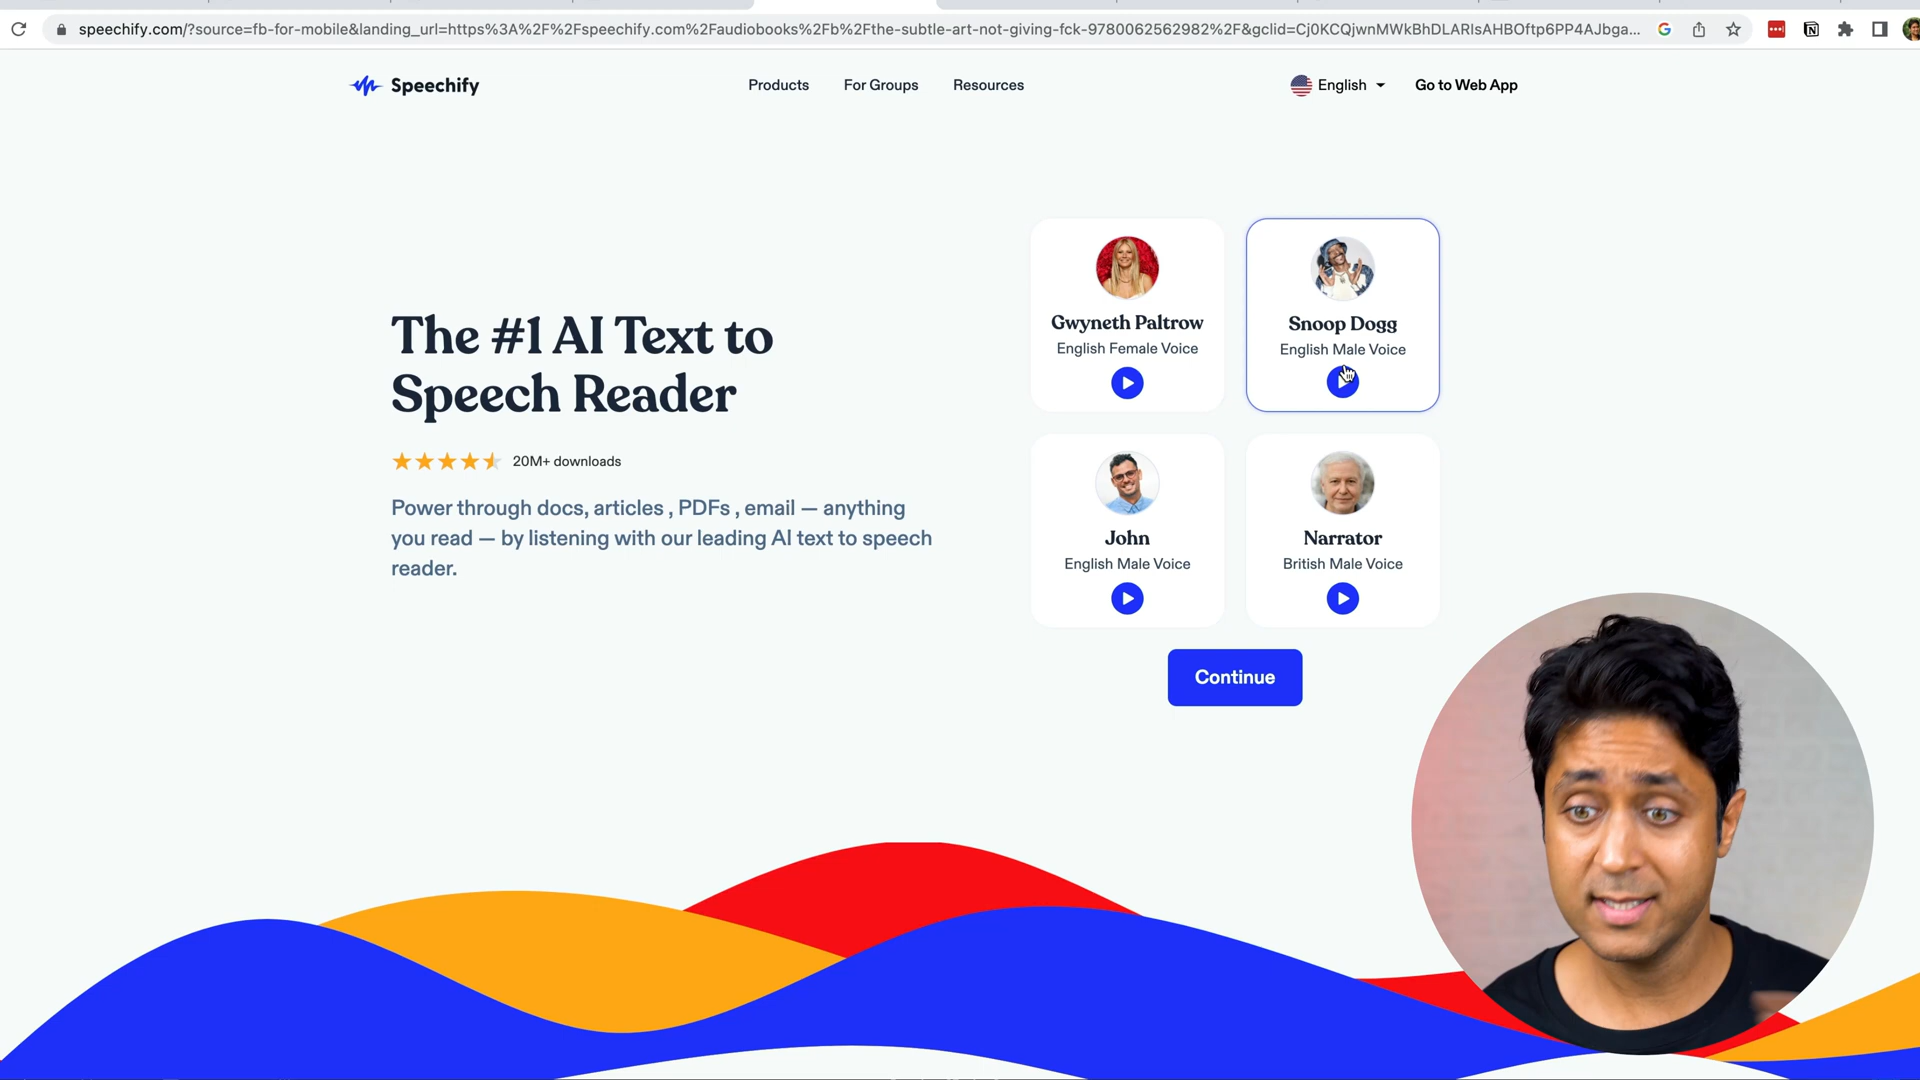 speechify.com/?source=fb-for-mobile&landing_url=https%3A%2F%2Fspeechify.com%2Faudiobooks%2Fb%2Fthe-subtle-art-not-giving-fck-9780062562982%2F&gclid=Cj0KCQjwnMWkBhDLARIsAHBOftp6PP4AJbga...
Speechify
Products
For Groups
Resources
English
Go to Web App
The #1 AI Text to
Speech Reader
20M+ downloads
Power through docs, articles , PDFs , email — anything
you read — by listening with our leading AI text to speech
reader.
Gwyneth Paltrow
English Female Voice
Snoop Dogg
English Male Voice
John
English Male Voice
Narrator
British Male Voice
Continue